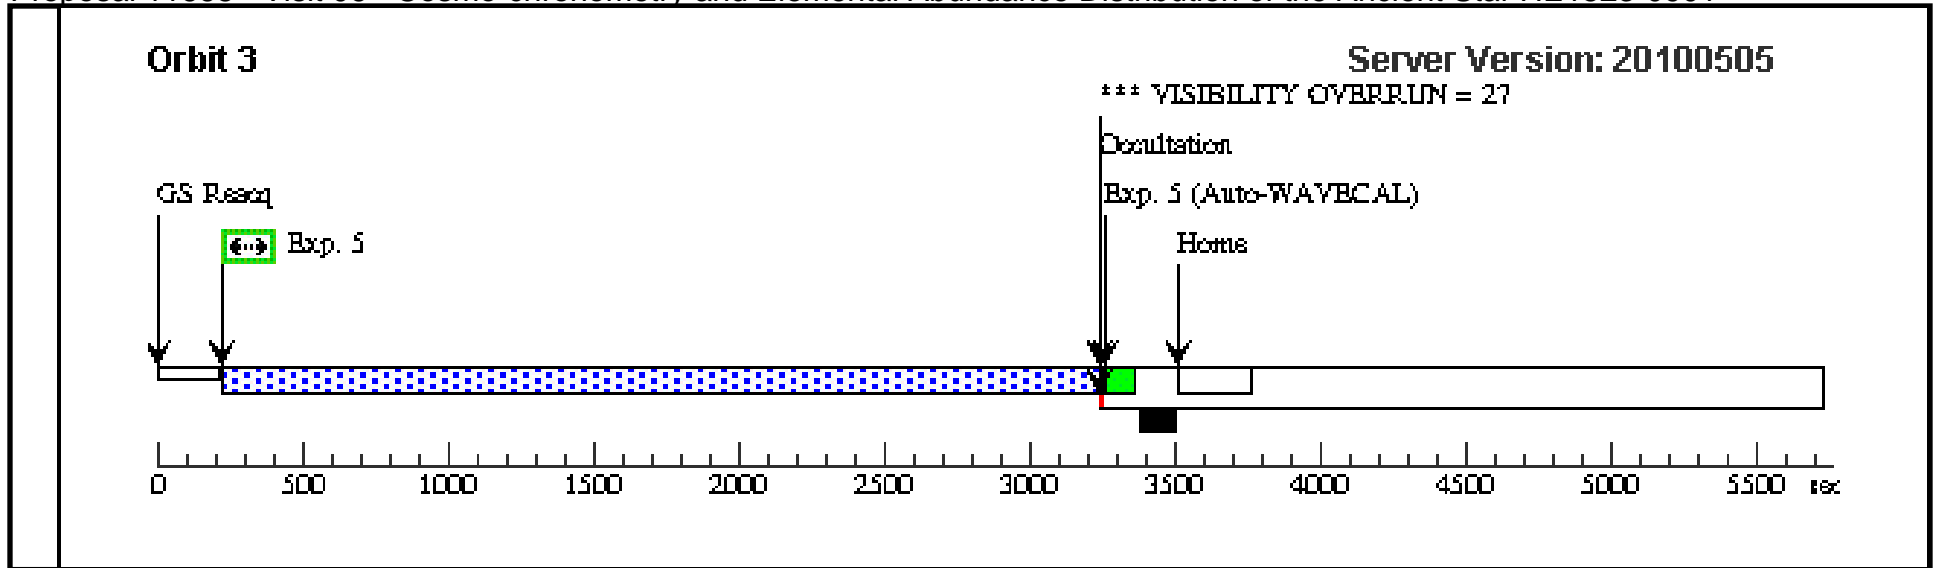 Orbit 3
Server Version: 20100505
*** VISIBILITY OVERRUN = 27
Occultation
GS Reacq
Exp. 5 (Auto-WAVECAL)
Exp. 5
Home
0 500 1000 1500 2000 2500 3000 3500 4000 4500 5000 5500 sec